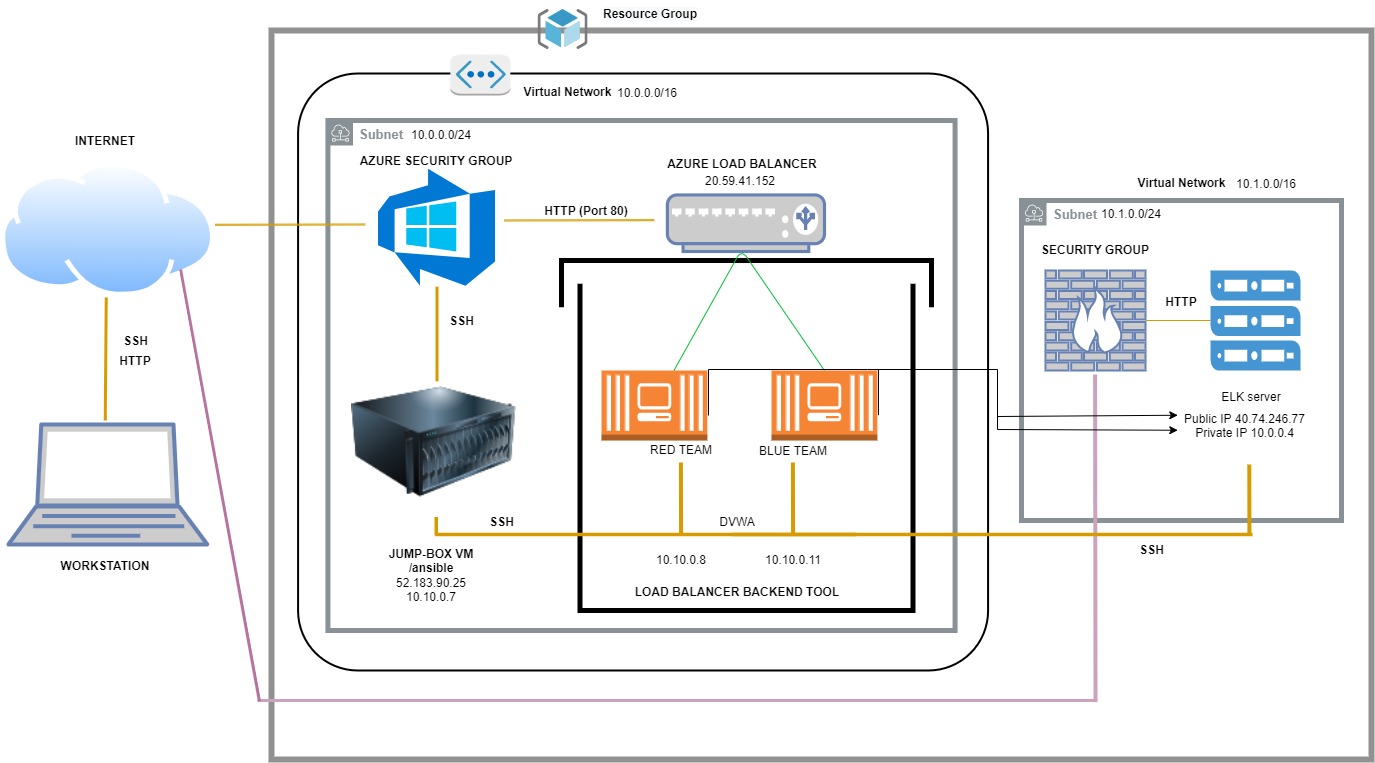 Resource Group
Virtual Network 10.0.0.0/16
Subnet 10.0.0.0/24
INTERNET
AZURE SECURITY GROUP
AZURE LOAD BALANCER
20.59.41.152
HTTP (Port 80)
Virtual Network 10.1.0.0/16
Subnet 10.1.0.0/24
SECURITY GROUP
HTTP
SSH
SSH
HTTP
ELK server
Public IP 40.74.246.77
Private IP 10.0.0.4
RED TEAM
BLUE TEAM
SSH
DVWA
SSH
WORKSTATION
JUMP-BOX VM
/ansible
52.183.90.25
10.10.0.7
10.10.0.8
10.10.0.11
LOAD BALANCER BACKEND TOOL